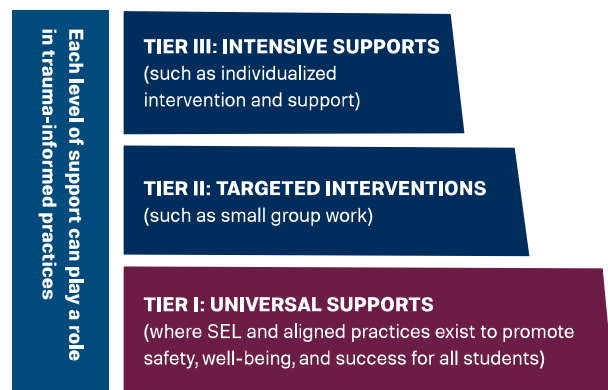 Each level of support can play a role
in trauma-informed practices
TIER III: INTENSIVE SUPPORTS
(such as individualized
intervention and support)
TIER II: TARGETED INTERVENTIONS
(such as small group work)
TIER I: UNIVERSAL SUPPORTS
(where SEL and aligned practices exist to promote
safety, well-being, and success for all students)